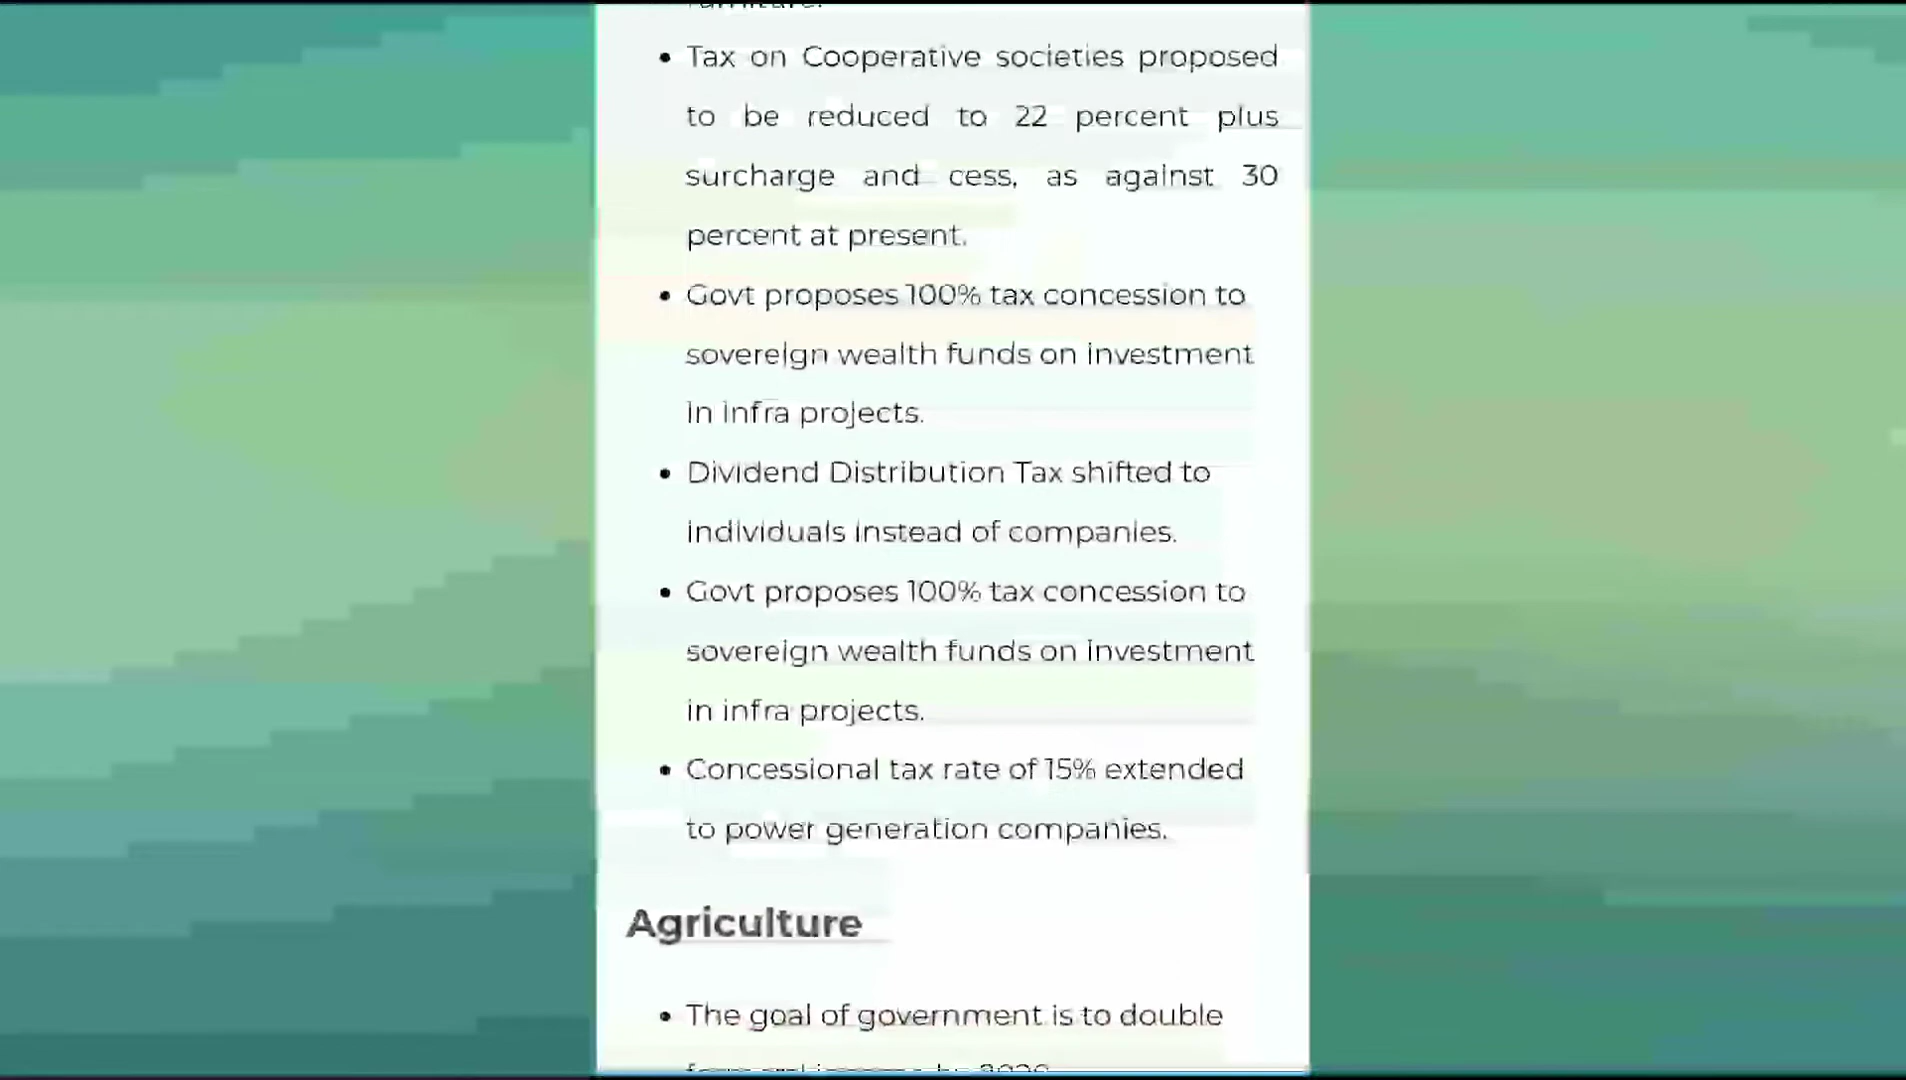 furniture.
• Tax on Cooperative societies proposed
to be reduced to 22 percent plus
surcharge and cess, as against 30
percent at present.
• Govt proposes 100% tax concession to
sovereign wealth funds on investment
in infra projects.
• Dividend Distribution Tax shifted to
individuals instead of companies.
• Govt proposes 100% tax concession to
sovereign wealth funds on investment
in infra projects.
• Concessional tax rate of 15% extended
to power generation companies.
Agriculture
• The goal of government is to double